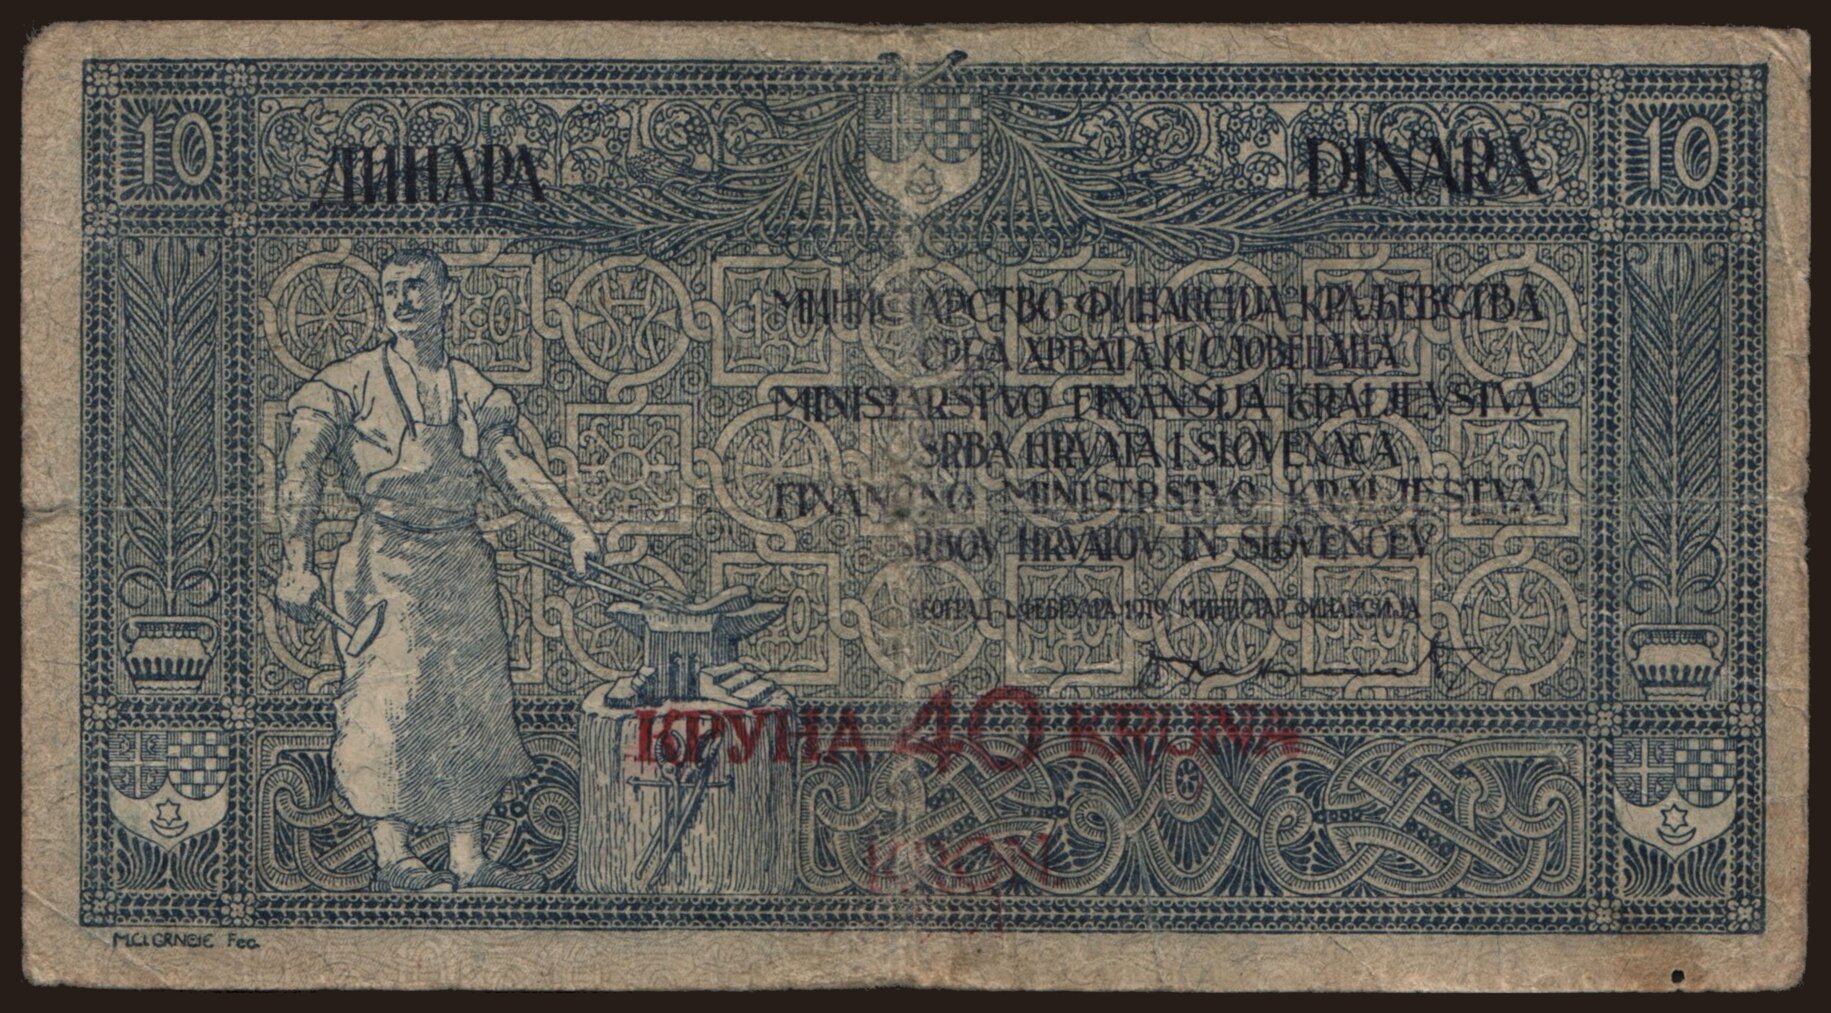 10 ДИНАРА DINARA 10
МИНИСТАРСТВО ФИНАНСИЈА КРАЉЕВСТВА
СРБА ХРВАТА И СЛОВЕНАЦА
MINISTARSTVO FINANSIJA KRALJEVSTVA
SRBA HRVATA I SLOVENACA
FINANČNO MINISTRSTVO KRALJESTVA
SRBOV HRVATOV IN SLOVENCEV
БЕОГРАД 1. ФЕБРУАРА 1919 МИНИСТАР ФИНАНСИЈА
КРУНА 40 KRUNA
KRON